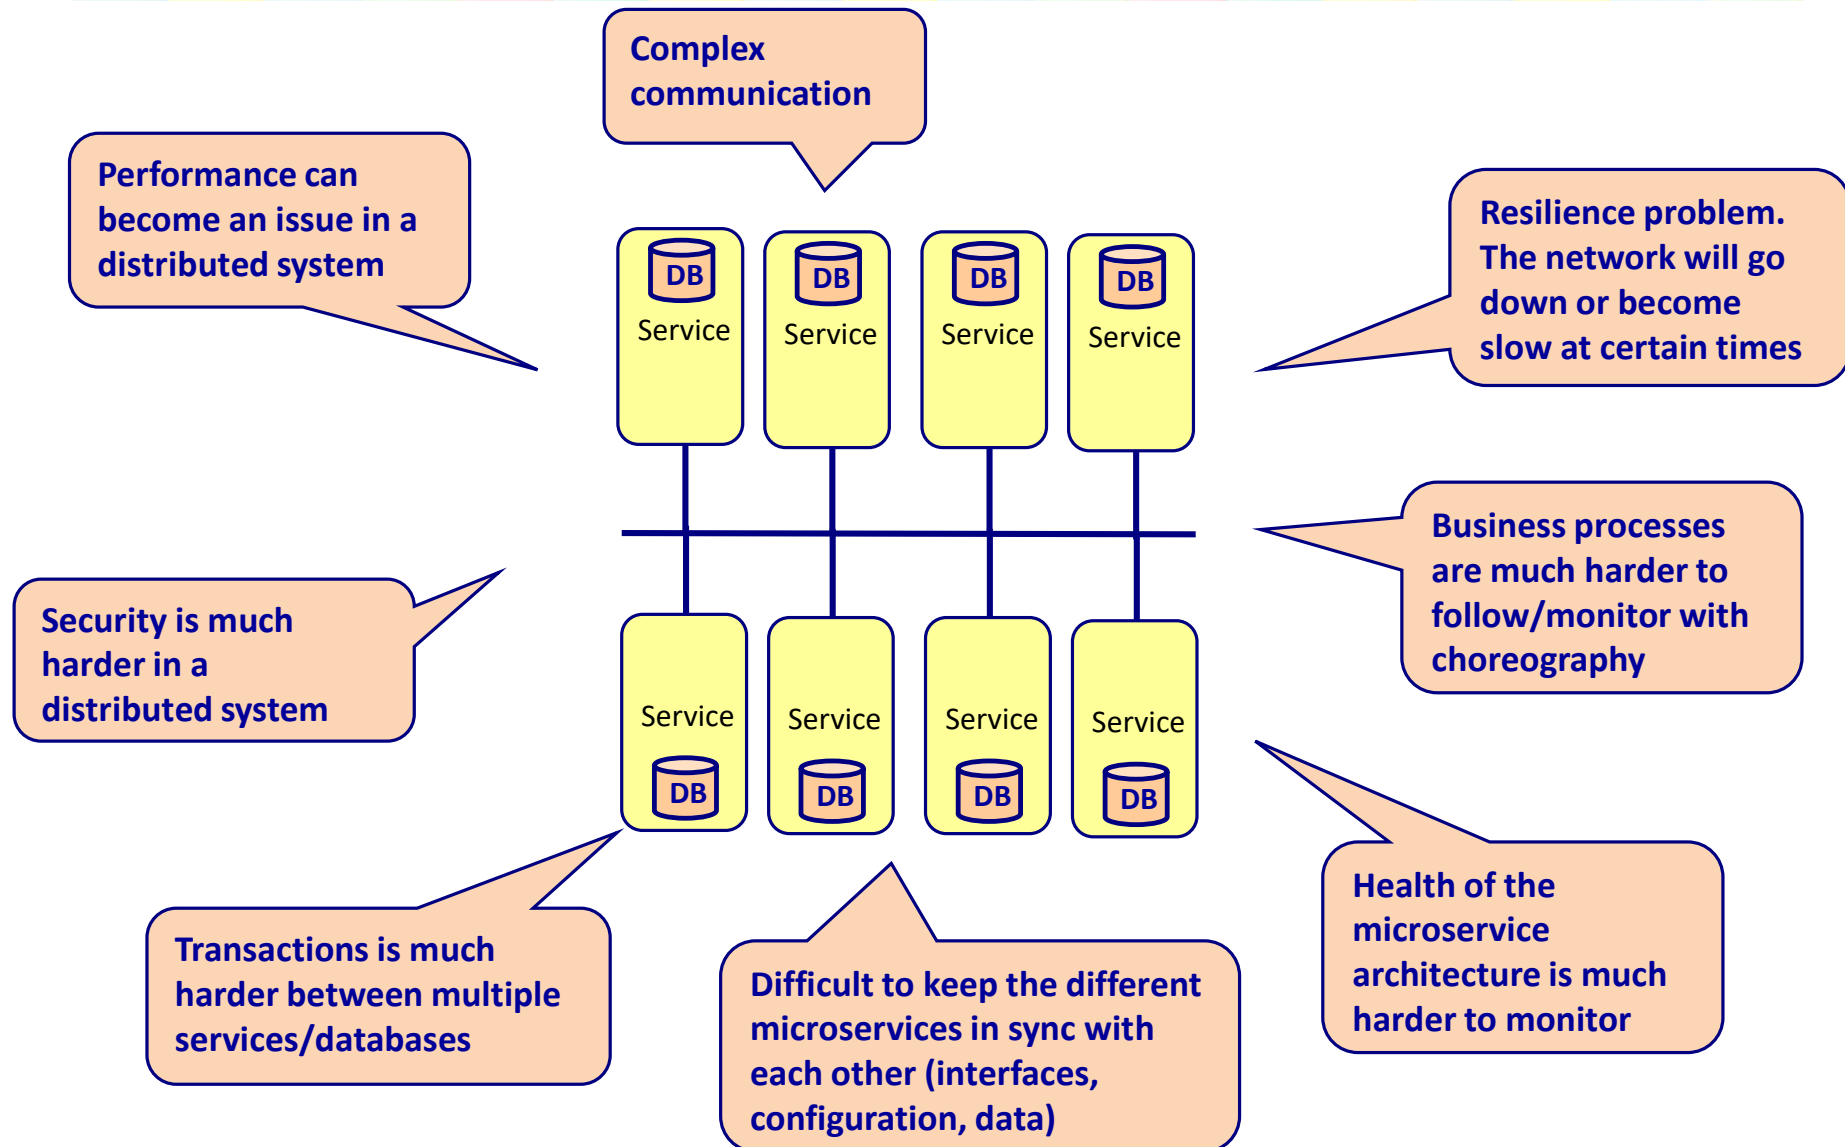 Complex
communication
Performance can
become an issue in a
distributed system
Resilience problem.
The network will go
down or become
slow at certain times
DB
Service
DB
Service
DB
Service
DB
Service
Business processes
are much harder to
follow/monitor with
choreography
Security is much
harder in a
distributed system
Service
DB
Service
DB
Service
DB
Service
DB
Transactions is much
harder between multiple
services/databases
Difficult to keep the different
microservices in sync with
each other (interfaces,
configuration, data)
Health of the
microservice
architecture is much
harder to monitor